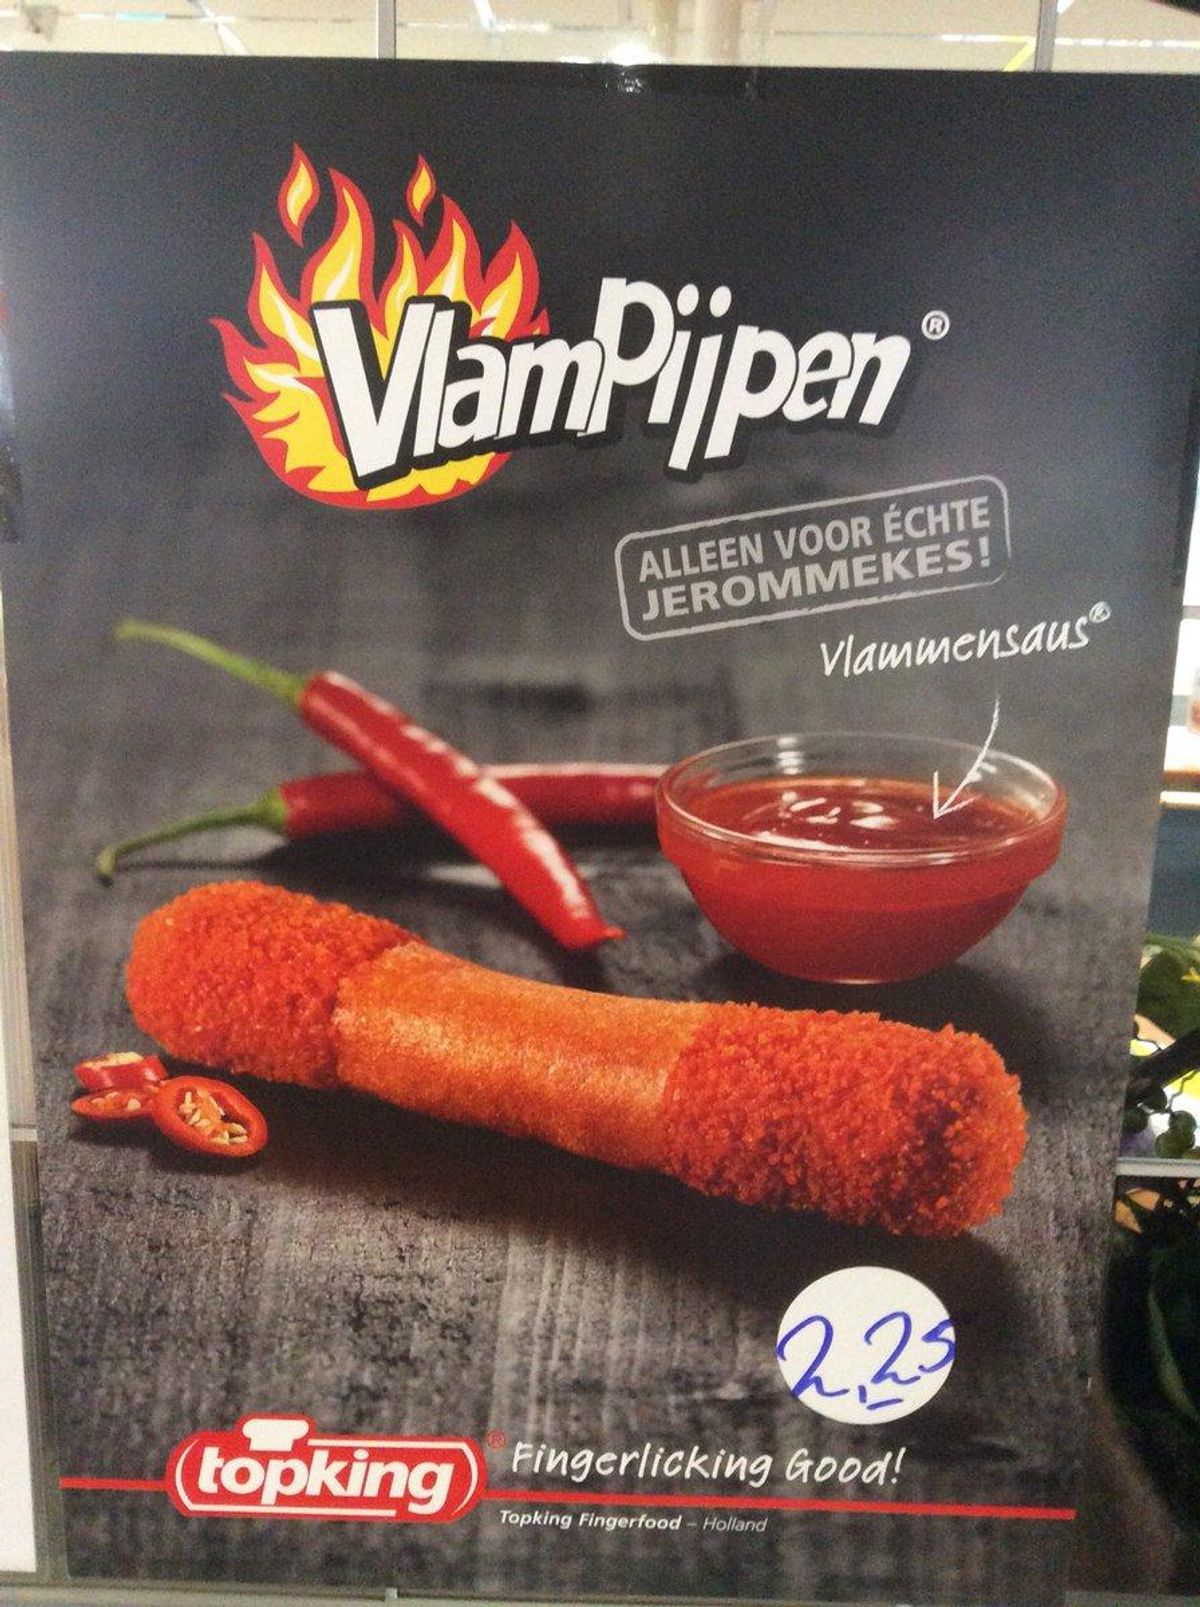 VlamPijpen®
ALLEEN VOOR ÉCHTE
JEROMMEKES!
Vlammensaus®
2,25
topking®
Fingerlicking Good!
Topking Fingerfood – Holland